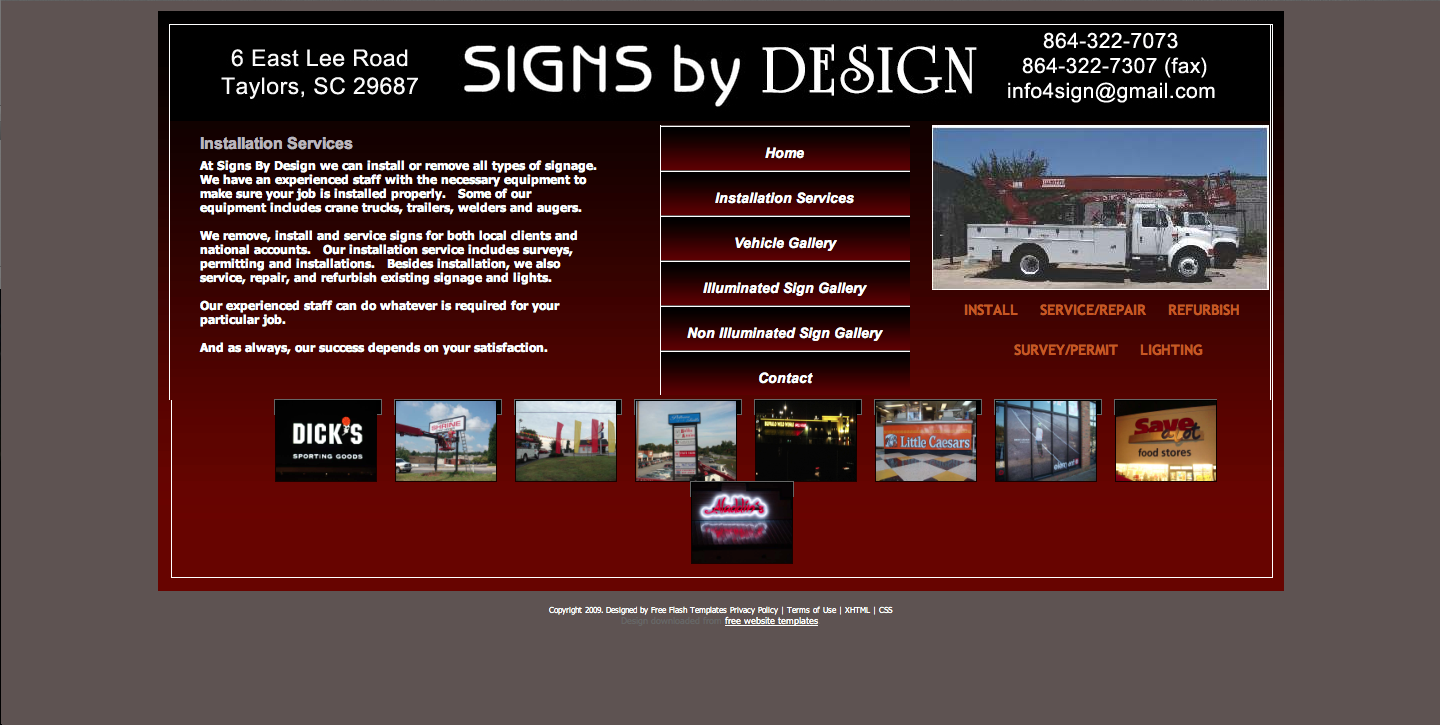 6 East Lee Road
Taylors, SC 29687
SIGNS by DESIGN
864-322-7073
864-322-7307 (fax)
info4sign@gmail.com
Installation Services
At Signs By Design we can install or remove all types of signage.
We have an experienced staff with the necessary equipment to
make sure your job is installed properly. Some of our
equipment includes crane trucks, trailers, welders and augers.
We remove, install and service signs for both local clients and
national accounts. Our installation service includes surveys,
permitting and installations. Besides installation, we also
service, repair, and refurbish existing signage and lights.
Our experienced staff can do whatever is required for your
particular job.
And as always, our success depends on your satisfaction.
Home
Installation Services
Vehicle Gallery
Illuminated Sign Gallery
Non Illuminated Sign Gallery
Contact
INSTALL SERVICE/REPAIR REFURBISH
SURVEY/PERMIT LIGHTING
DICK'S
SPORTING GOODS
SHRINE
Little Caesars
Save a lot
food stores
Copyright 2009. Designed by Free Flash Templates Privacy Policy | Terms of Use | XHTML | CSS
Design downloaded from free website templates